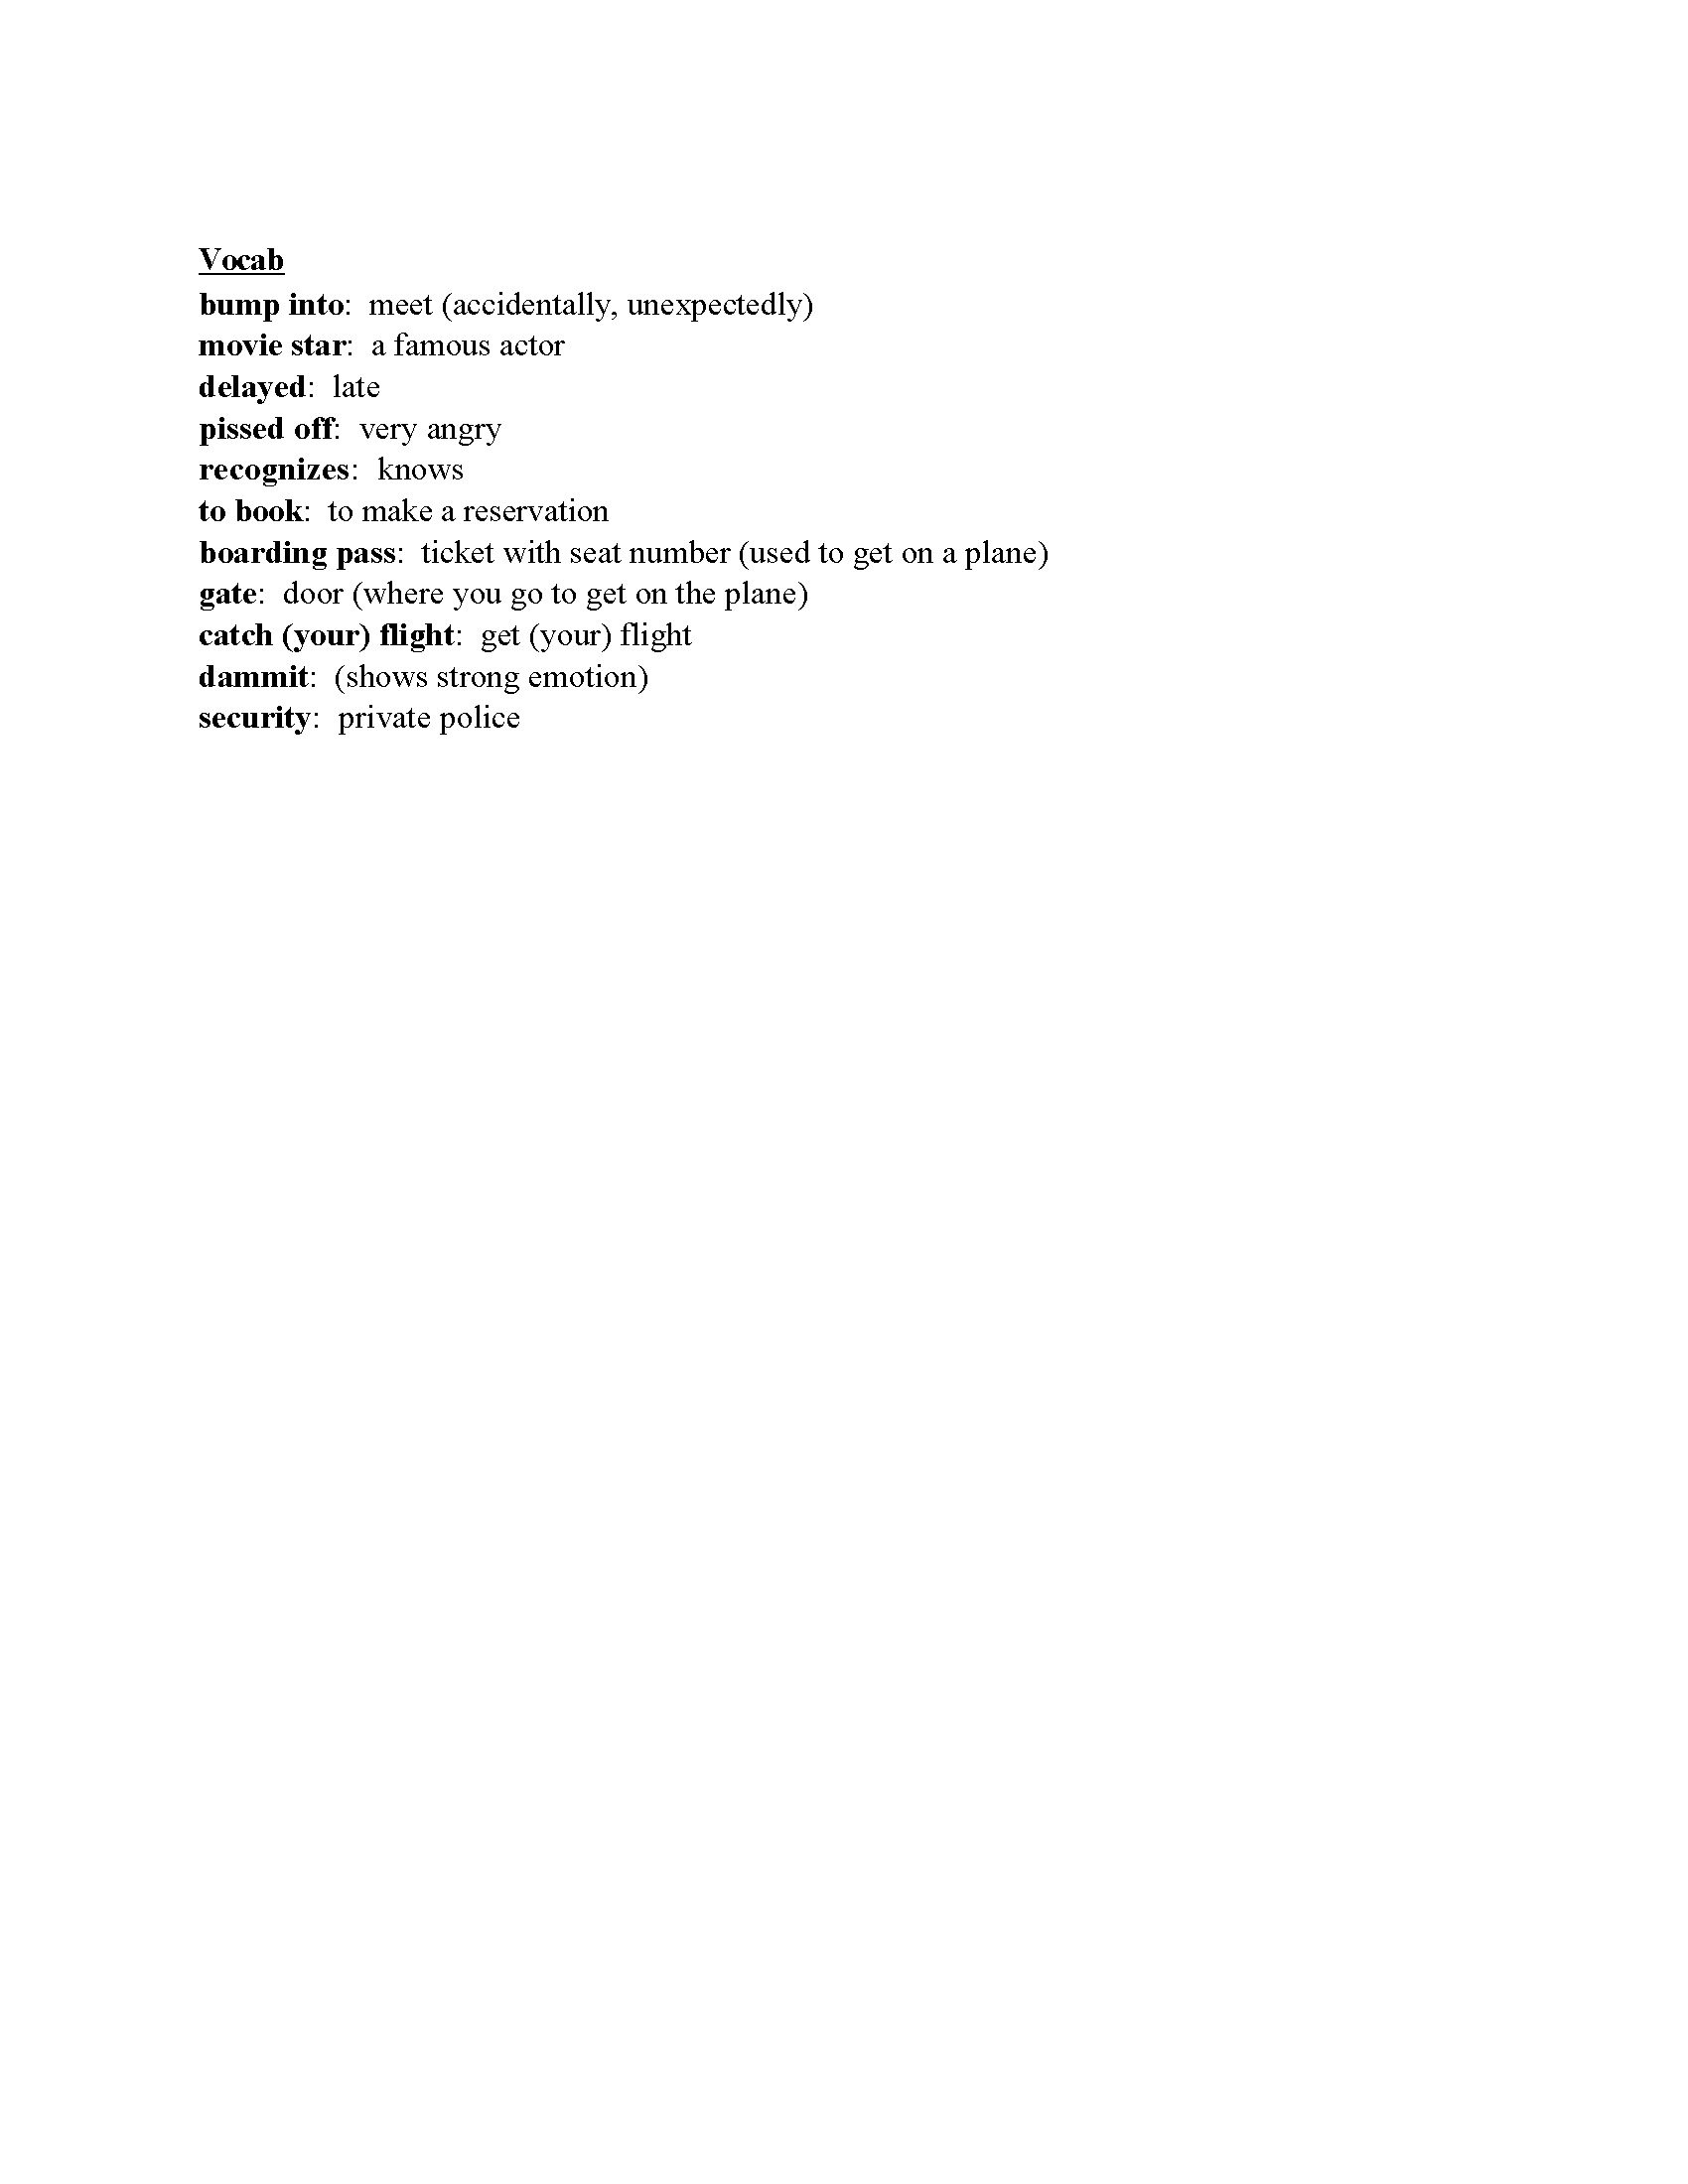 Vocab
bump into:  meet (accidentally, unexpectedly)
movie star:  a famous actor
delayed:  late
pissed off:  very angry
recognizes:  knows
to book:  to make a reservation
boarding pass:  ticket with seat number (used to get on a plane)
gate:  door (where you go to get on the plane)
catch (your) flight:  get (your) flight
dammit:  (shows strong emotion)
security:  private police